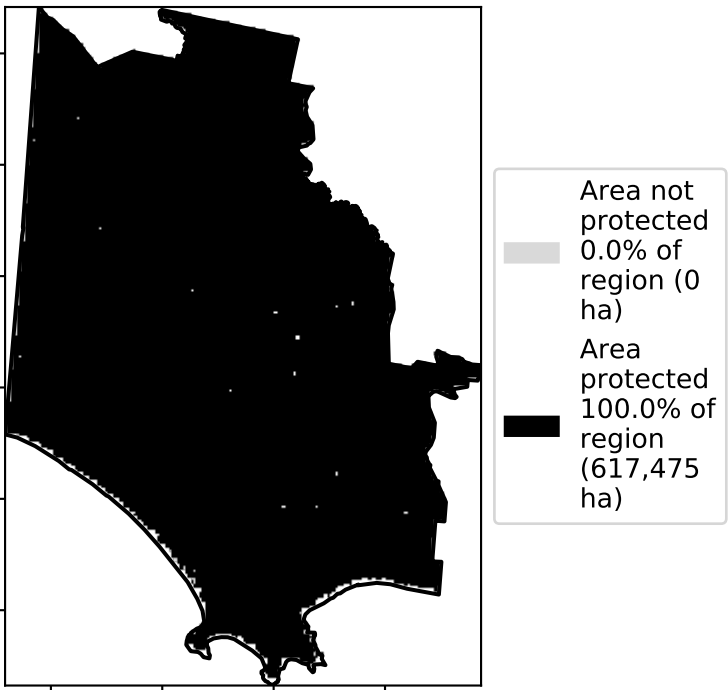 Area not
protected
0.0% of
region (0
ha)
Area
protected
100.0% of
region
(617,475
ha)